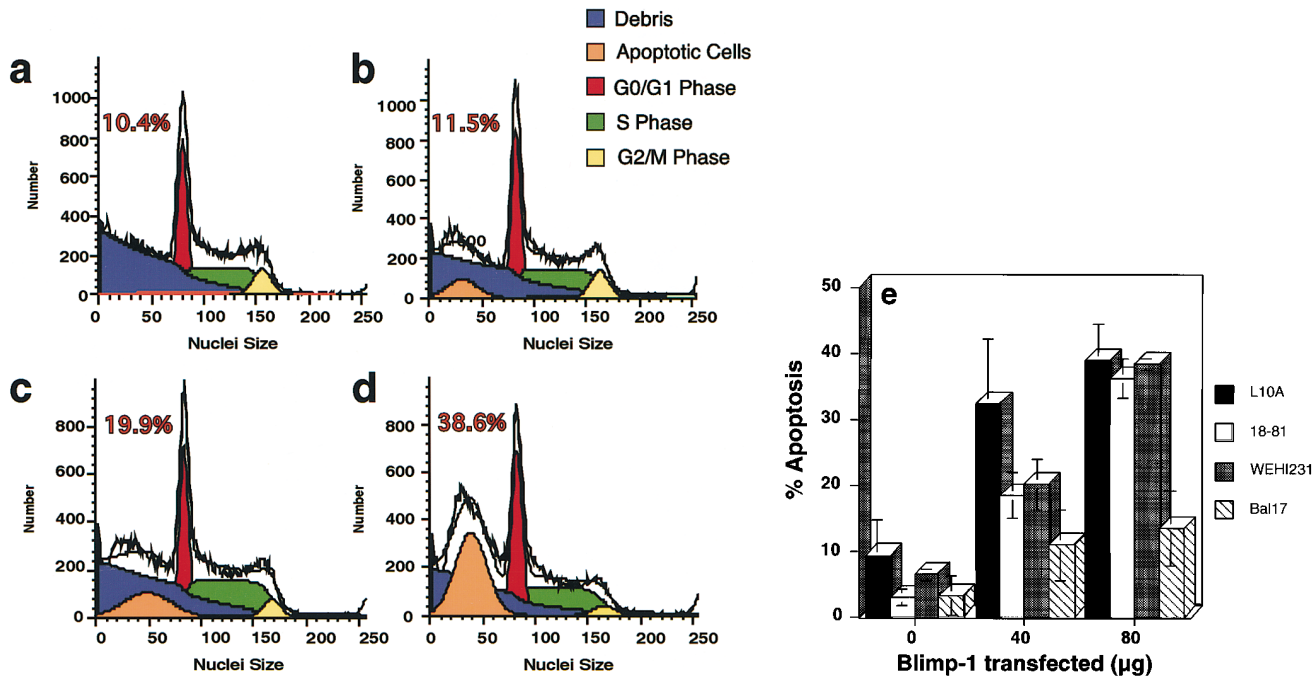 Debris
Apoptotic Cells
G0/G1 Phase
S Phase
G2/M Phase
a
10.4%
Number
1000
800
600
400
200
0
0 50 100 150 200 250
Nuclei Size
b
11.5%
Number
1000
800
600
400
200
0
0 50 100 150 200 250
Nuclei Size
c
19.9%
Number
800
600
400
200
0
0 50 100 150 200 250
Nuclei Size
d
38.6%
Number
800
600
400
200
0
0 50 100 150 200 250
Nuclei Size
e
% Apoptosis
50
40
30
20
10
0
0 40 80
Blimp-1 transfected (µg)
L10A
18-81
WEHI231
Bal17